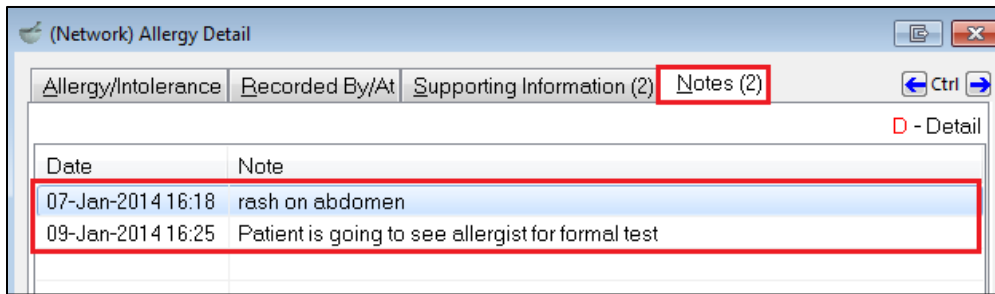 (Network) Allergy Detail
Allergy/Intolerance Recorded By/At Supporting Information (2) Notes (2) Ctrl
D - Detail
Date Note
07-Jan-2014 16:18 rash on abdomen
09-Jan-2014 16:25 Patient is going to see allergist for formal test